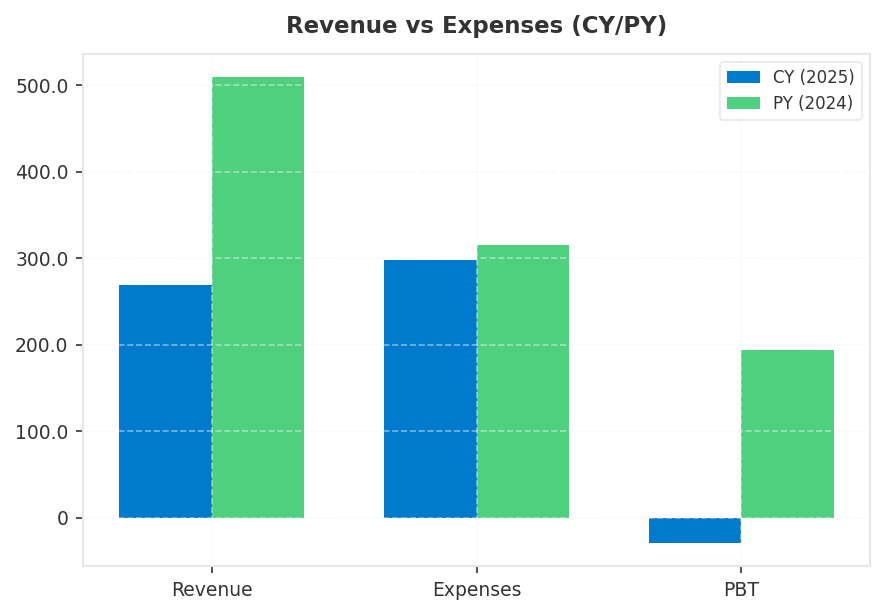 Revenue vs Expenses (CY/PY)
CY (2025)
PY (2024)
500.0
400.0
300.0
200.0
100.0
0
Revenue Expenses PBT